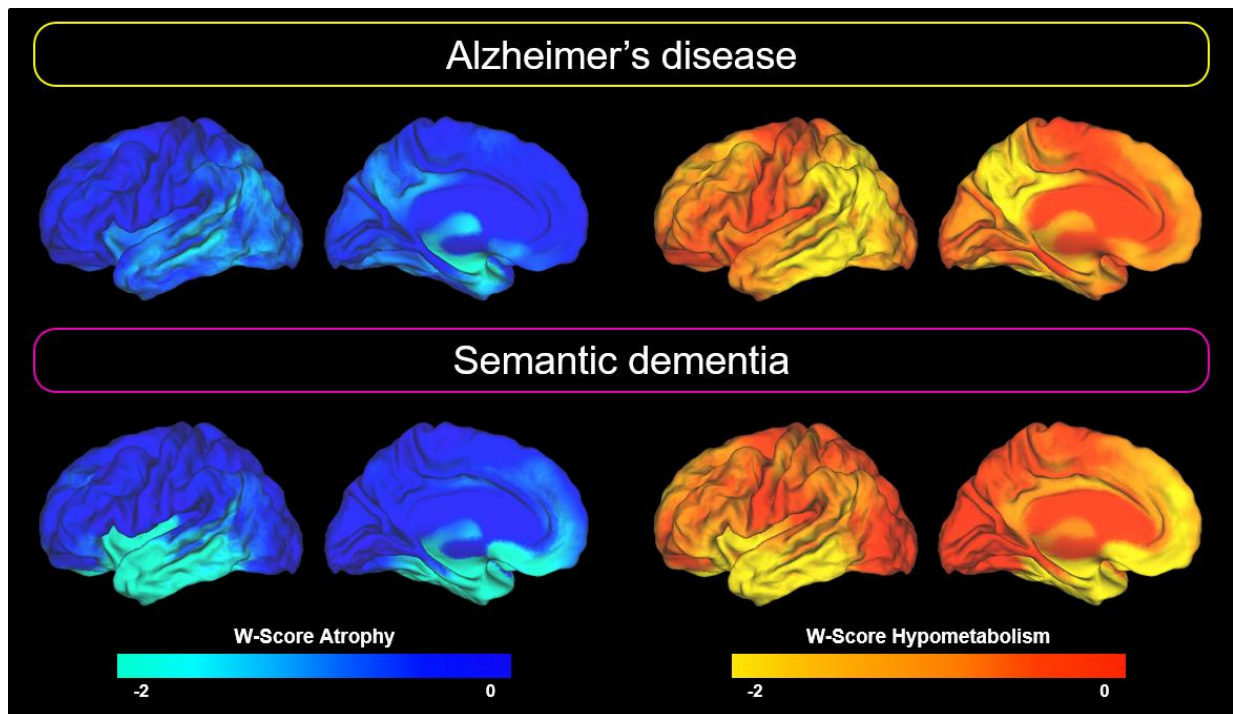 Alzheimer’s disease
Semantic dementia
W-Score Atrophy
W-Score Hypometabolism
-2 0
-2 0